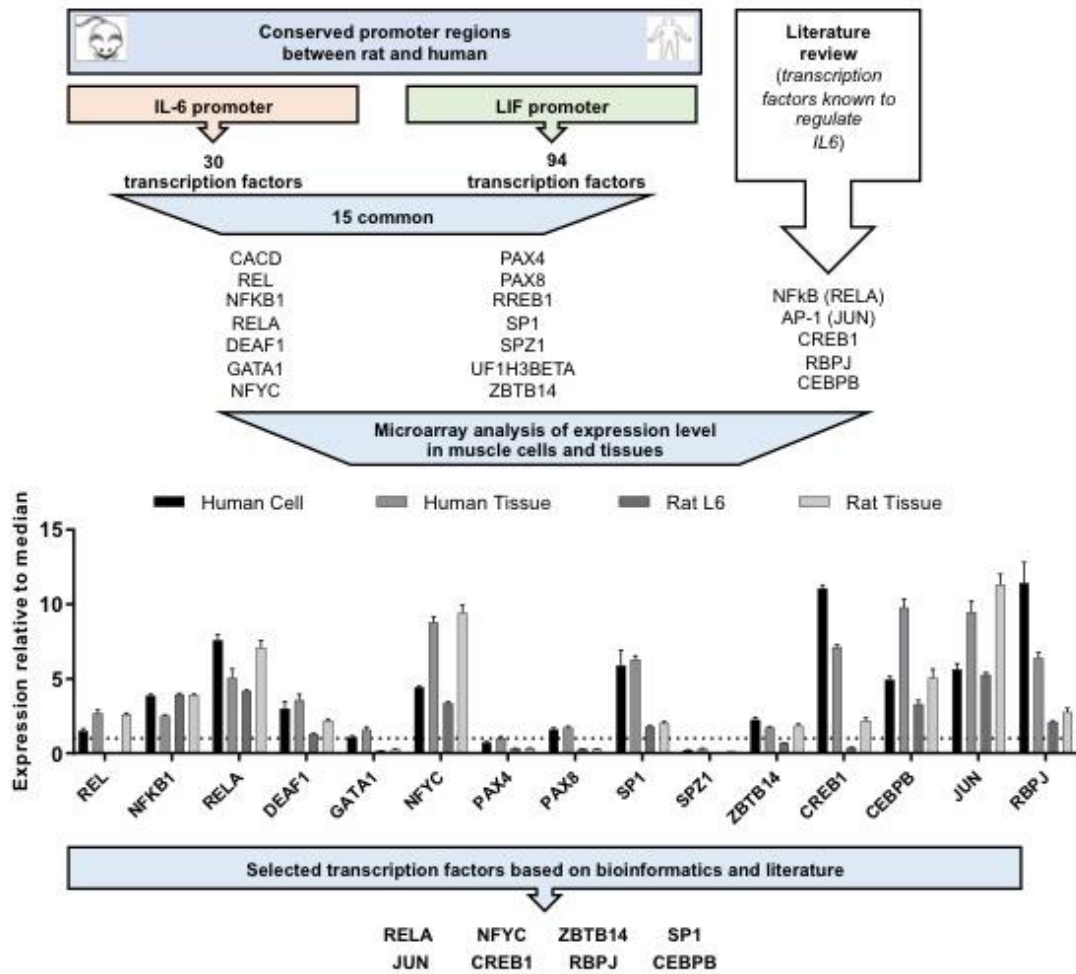 Conserved promoter regions
between rat and human
IL-6 promoter
LIF promoter
30
transcription factors
94
transcription factors
15 common
CACD
REL
NFKB1
RELA
DEAF1
GATA1
NFYC
PAX4
PAX8
RREB1
SP1
SPZ1
UF1H3BETA
ZBTB14
Literature
review
(transcription
factors known to
regulate
IL6)
NFkB (RELA)
AP-1 (JUN)
CREB1
RBPJ
CEBPB
Microarray analysis of expression level
in muscle cells and tissues
Human Cell
Human Tissue
Rat L6
Rat Tissue
Expression relative to median
15
10
5
0
REL
NFKB1
RELA
DEAF1
GATA1
NFYC
PAX4
PAX8
SP1
SPZ1
ZBTB14
CREB1
CEBPB
JUN
RBPJ
Selected transcription factors based on bioinformatics and literature
RELA NFYC ZBTB14 SP1
JUN CREB1 RBPJ CEBPB